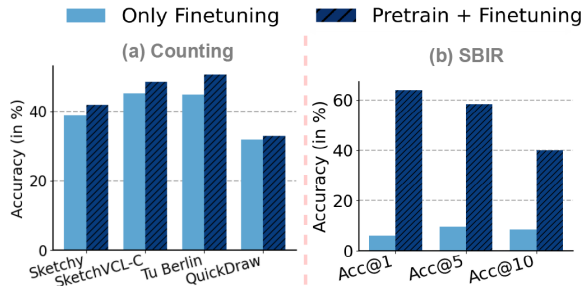 Only Finetuning
Pretrain + Finetuning
(a) Counting
Accuracy (in %)
40
20
0
Sketchy
SketchVCL-C
Tu Berlin
QuickDraw
(b) SBIR
Accuracy (in %)
60
40
20
0
Acc@1
Acc@5
Acc@10